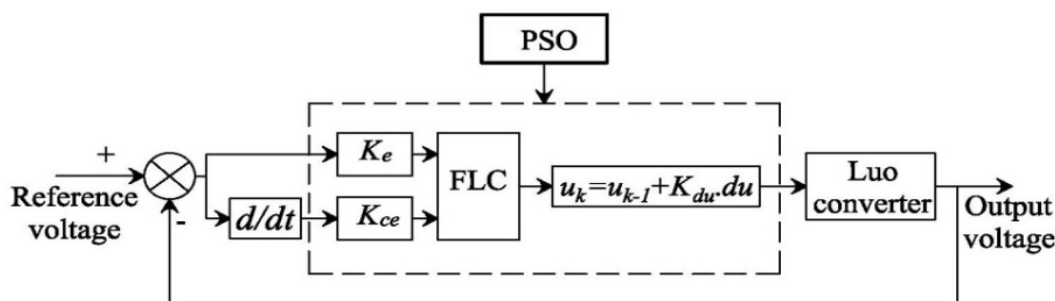 PSO
+
Reference
voltage
-
d/dt
Ke
Kce
FLC
uk=uk-1+Kdu.du
Luo
converter
Output
voltage